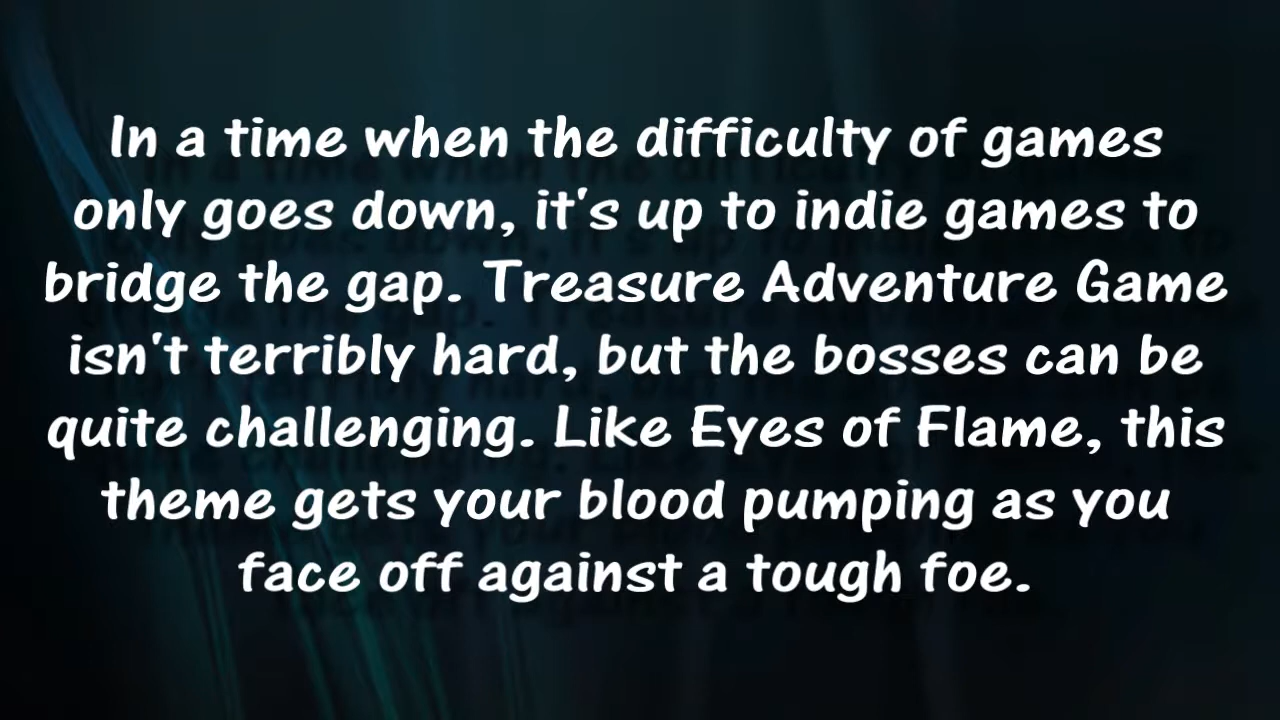 In a time when the difficulty of games
only goes down, it's up to indie games to
bridge the gap. Treasure Adventure Game
isn't terribly hard, but the bosses can be
quite challenging. Like Eyes of Flame, this
theme gets your blood pumping as you
face off against a tough foe.